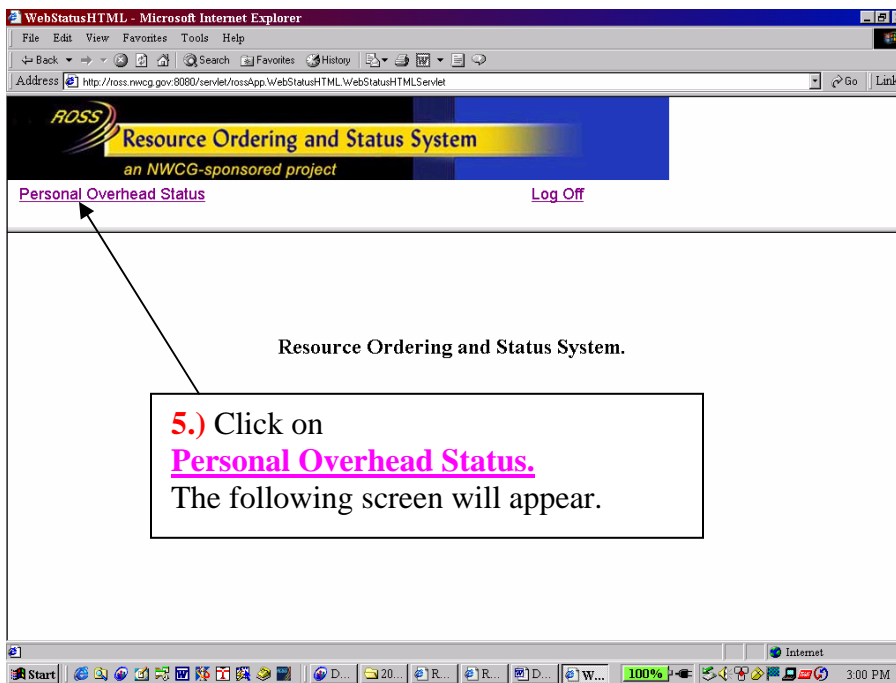 WebStatusHTML - Microsoft Internet Explorer
File Edit View Favorites Tools Help
Back Search Favorites History
Address http://ross.nwcg.gov:8080/servlet/rossApp.WebStatusHTML.WebStatusHTMLServlet Go Link
ROSS
Resource Ordering and Status System
an NWCG-sponsored project
Personal Overhead Status Log Off
Resource Ordering and Status System.
5.) Click on
Personal Overhead Status.
The following screen will appear.
Internet
Start D... 20... R... R... D... W... 100% 3:00 PM